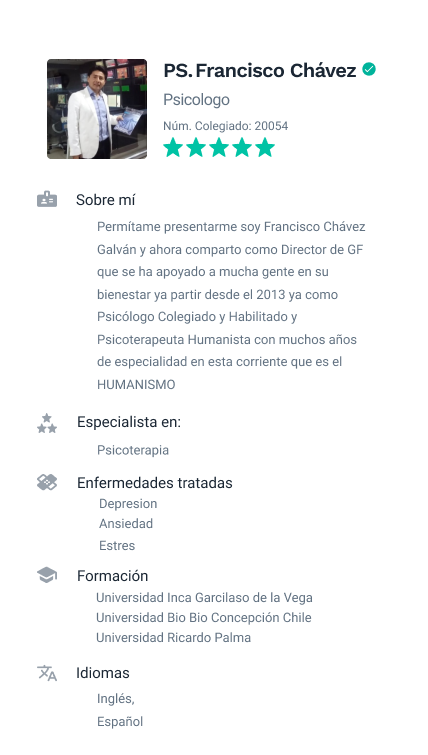 PS. Francisco Chávez
Psicologo
Núm. Colegiado: 20054
Sobre mí
Permítame presentarme soy Francisco Chávez
Galván y ahora comparto como Director de GF
que se ha apoyado a mucha gente en su
bienestar ya partir desde el 2013 ya como
Psicólogo Colegiado y Habilitado y
Psicoterapeuta Humanista con muchos años
de especialidad en esta corriente que es el
HUMANISMO
Especialista en:
Psicoterapia
Enfermedades tratadas
Depresion
Ansiedad
Estres
Formación
Universidad Inca Garcilaso de la Vega
Universidad Bio Bio Concepción Chile
Universidad Ricardo Palma
Idiomas
Inglés,
Español